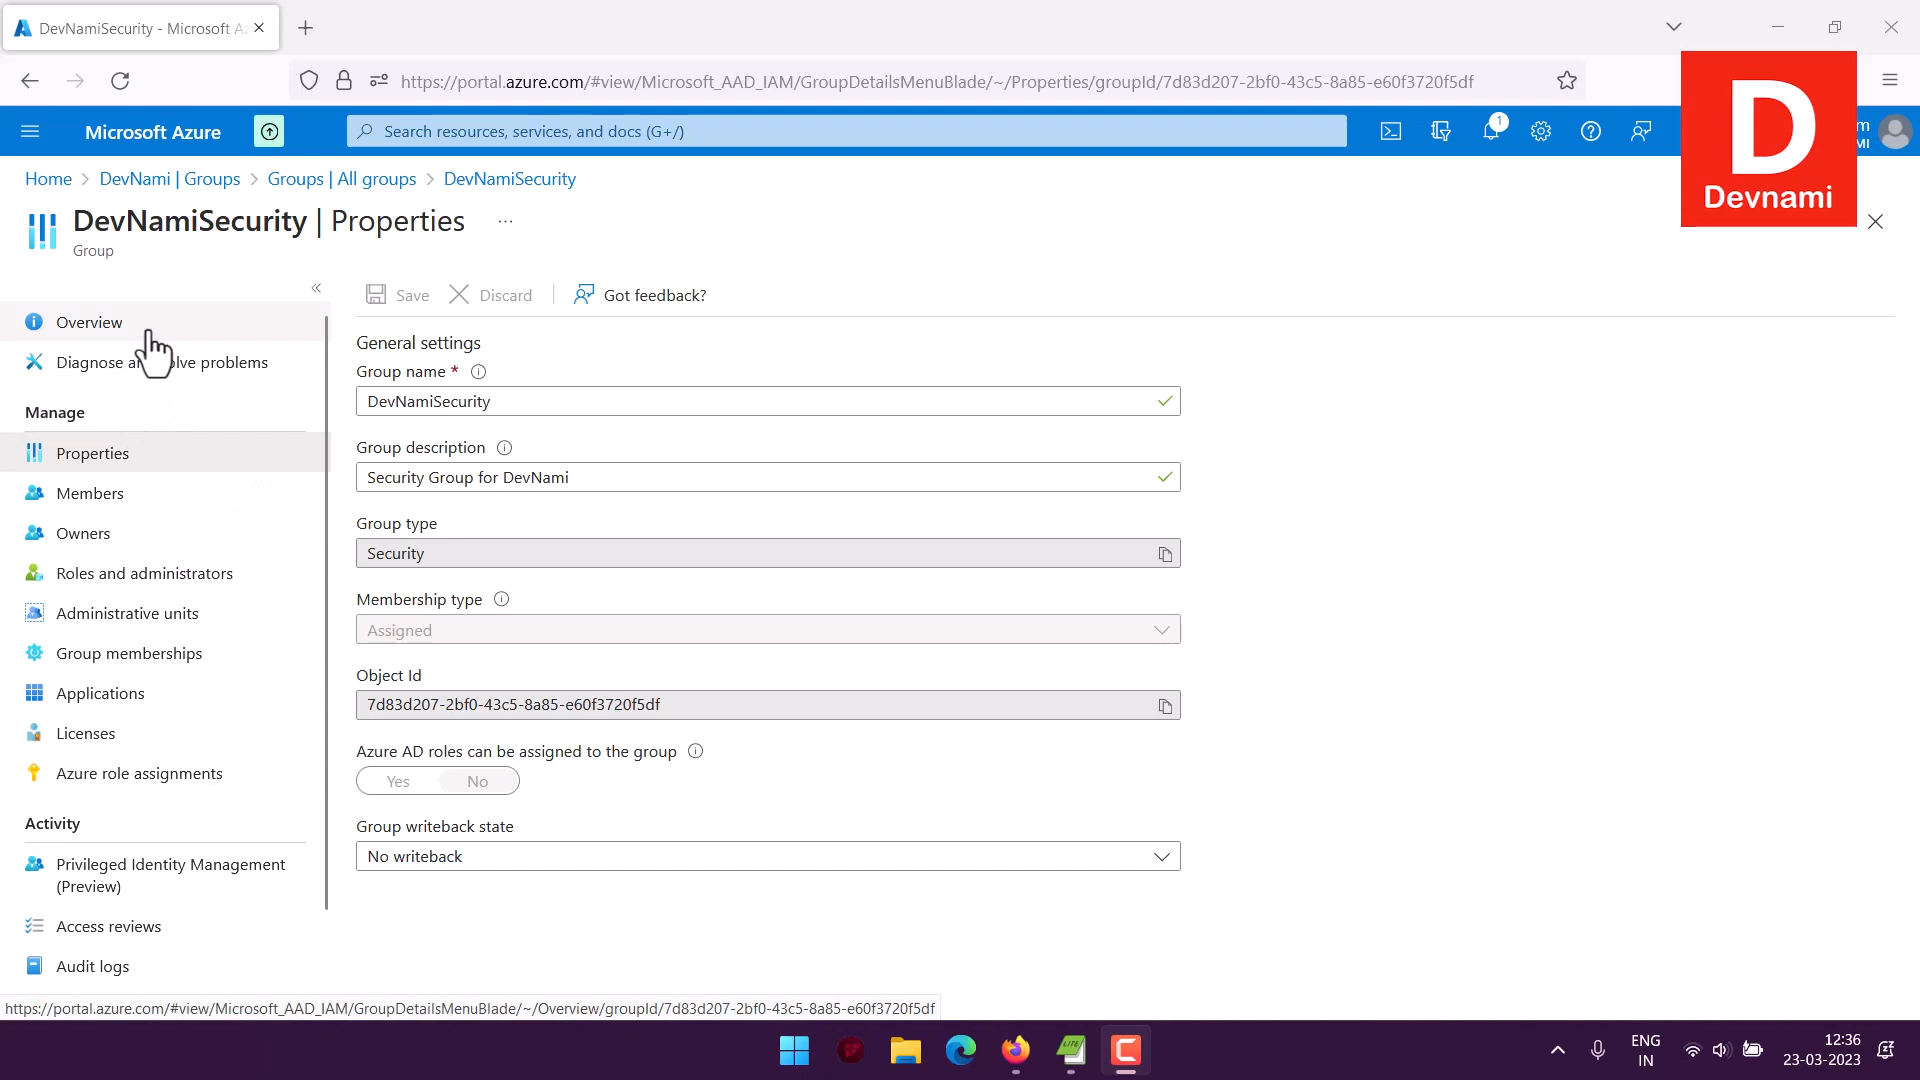 DevNamiSecurity - Microsoft Az
https://portal.azure.com/#view/Microsoft_AAD_IAM/GroupDetailsMenuBlade/~/Properties/groupId/7d83d207-2bf0-43c5-8a85-e60f3720f5df
Microsoft Azure
Search resources, services, and docs (G+/)
1
m
MI
D
Devnami
Home > DevNami | Groups > Groups | All groups > DevNamiSecurity
DevNamiSecurity | Properties ...
Group
«
Save
Discard
Got feedback?
Overview
Diagnose a lve problems
Manage
Properties
Members
Owners
Roles and administrators
Administrative units
Group memberships
Applications
Licenses
Azure role assignments
Activity
Privileged Identity Management
(Preview)
Access reviews
Audit logs
General settings
Group name *
DevNamiSecurity
Group description
Security Group for DevNami
Group type
Security
Membership type
Assigned
Object Id
7d83d207-2bf0-43c5-8a85-e60f3720f5df
Azure AD roles can be assigned to the group
Yes No
Group writeback state
No writeback
https://portal.azure.com/#view/Microsoft_AAD_IAM/GroupDetailsMenuBlade/~/Overview/groupId/7d83d207-2bf0-43c5-8a85-e60f3720f5df
LITE
ENG
IN
12:36
23-03-2023